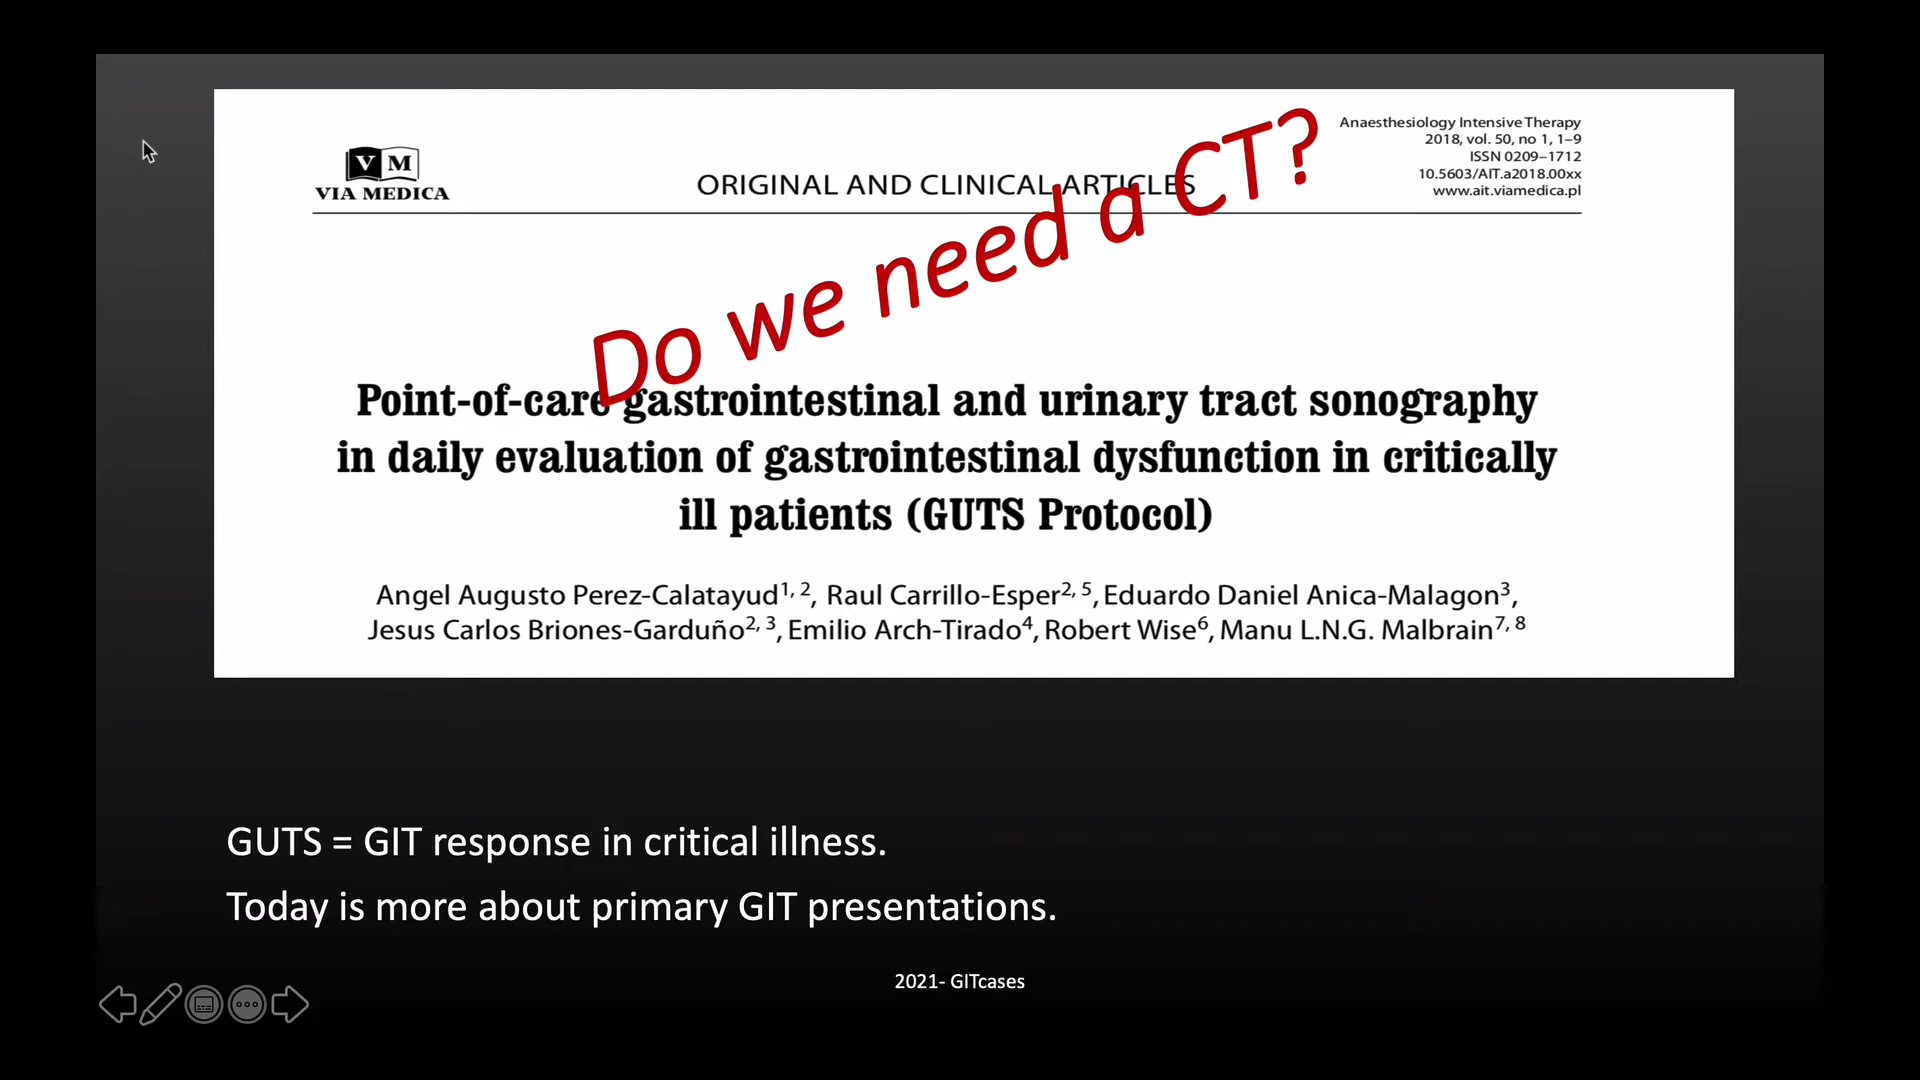 VM
VIA MEDICA
ORIGINAL AND CLINICAL ARTICLES
Anaesthesiology Intensive Therapy
2018, vol. 50, no 1, 1–9
ISSN 0209–1712
10.5603/AIT.a2018.00xx
www.ait.viamedica.pl
Do we need a CT?
Point-of-care gastrointestinal and urinary tract sonography
in daily evaluation of gastrointestinal dysfunction in critically
ill patients (GUTS Protocol)
Angel Augusto Perez-Calatayud1, 2, Raul Carrillo-Esper2, 5, Eduardo Daniel Anica-Malagon3,
Jesus Carlos Briones-Garduño2, 3, Emilio Arch-Tirado4, Robert Wise6, Manu L.N.G. Malbrain7, 8
GUTS = GIT response in critical illness.
Today is more about primary GIT presentations.
2021- GITcases